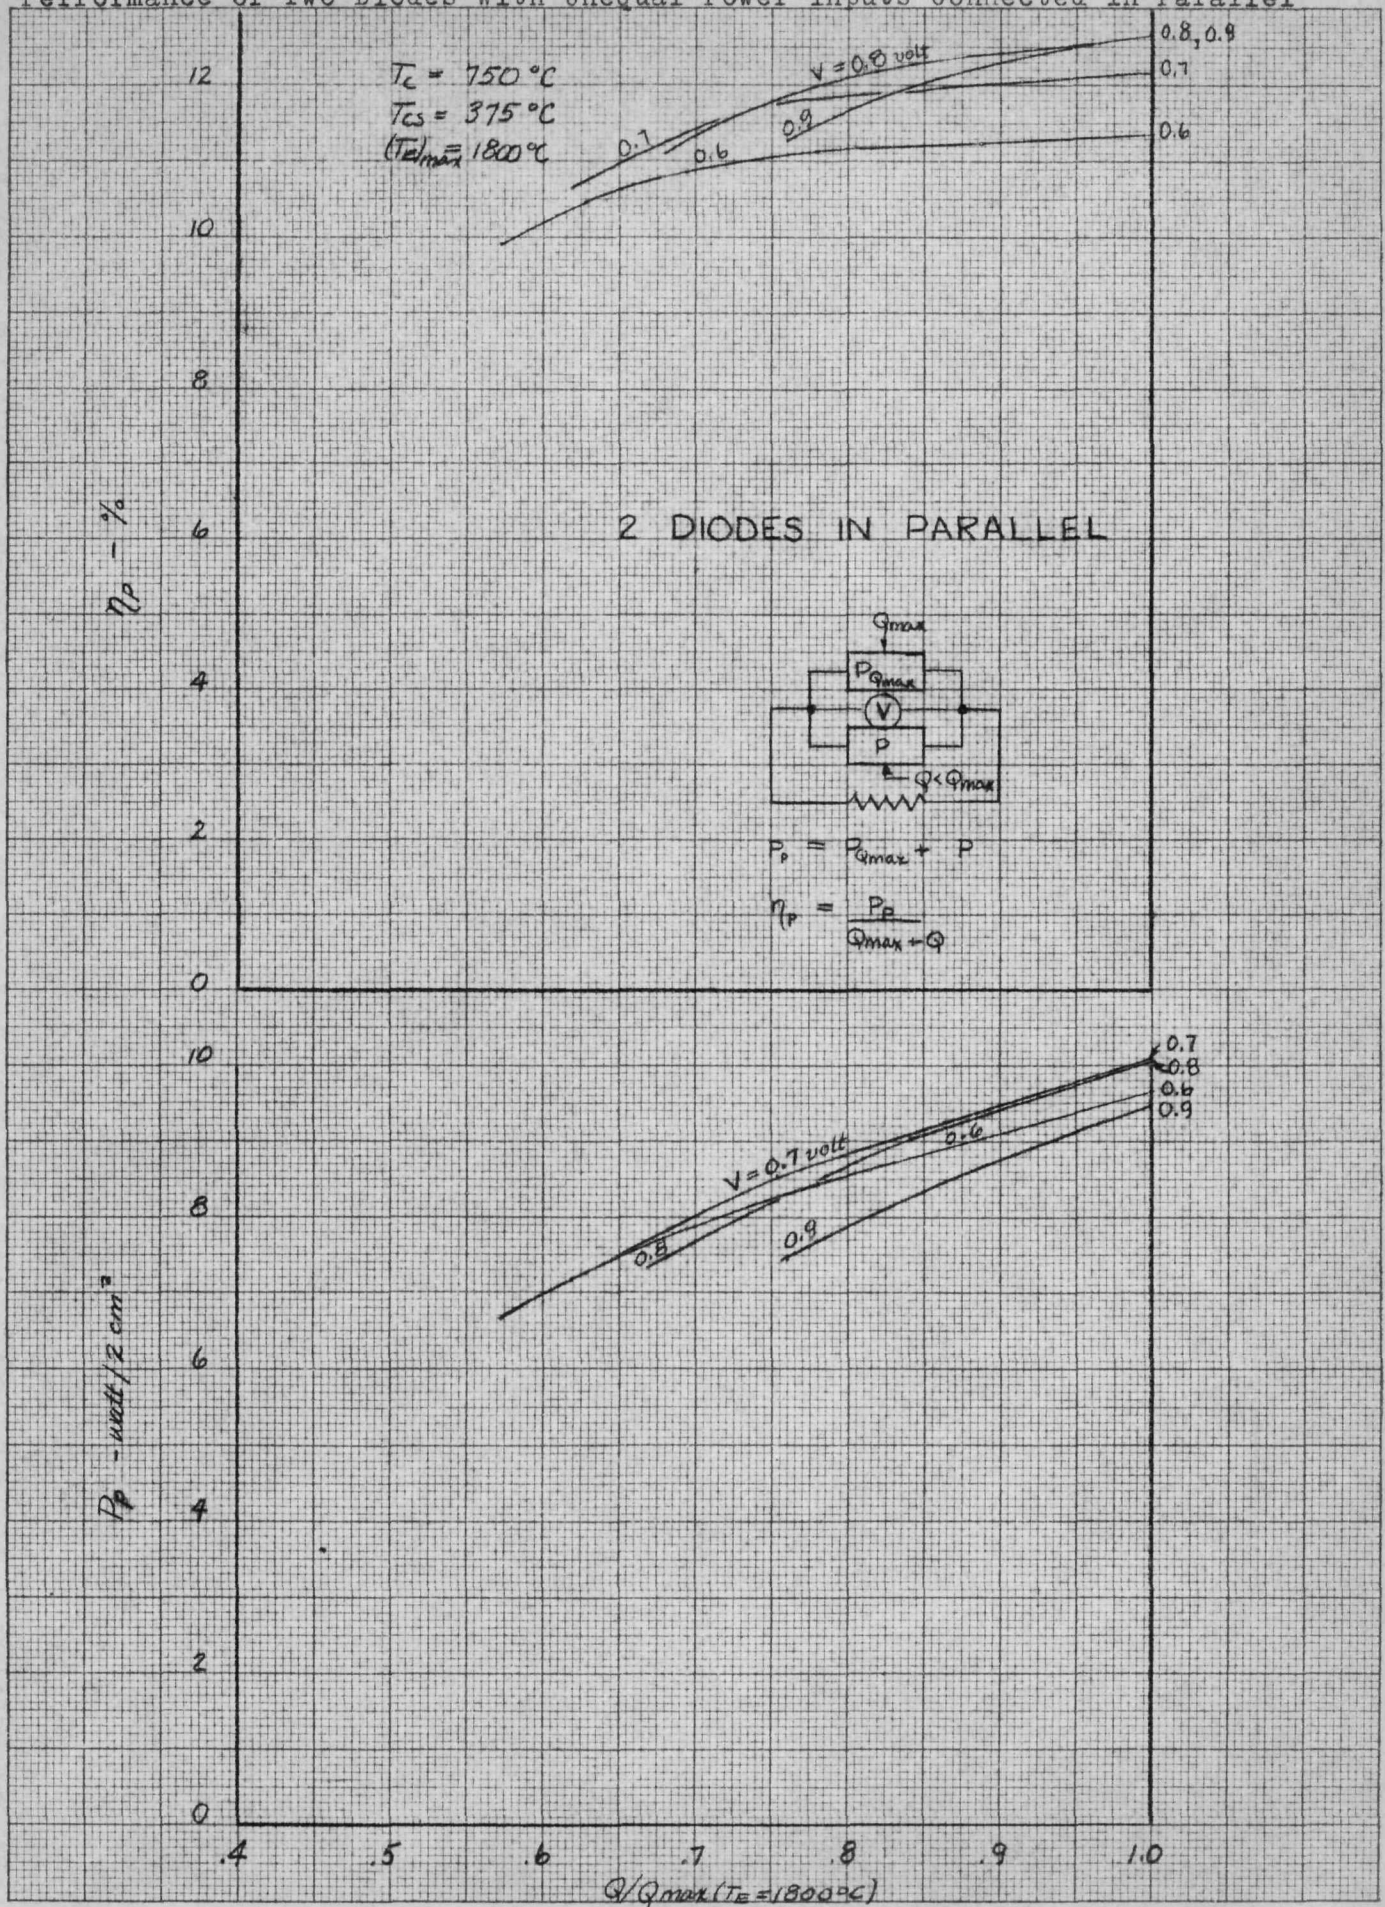 Performance of Two Diodes with Unequal Power Inputs Connected in Parallel
Tc = 750 °C
Tcs = 375 °C
(TE)max = 1800 °C
V = 0.8 volt
0.8, 0.9
0.7
0.6
0.7
0.6
0.9
12
10
8
6
4
2
0
ηP - %
2 DIODES IN PARALLEL
Qmax
PQmax
V
P
Q < Qmax
Pp = PQmax + P
ηp = Pp / Qmax + Q
0.7
0.8
0.6
0.9
V = 0.7 volt
0.6
0.8
0.9
10
8
6
4
2
0
Pp - watt/2 cm²
.4 .5 .6 .7 .8 .9 1.0
Q/Qmax (TE = 1800 °C)